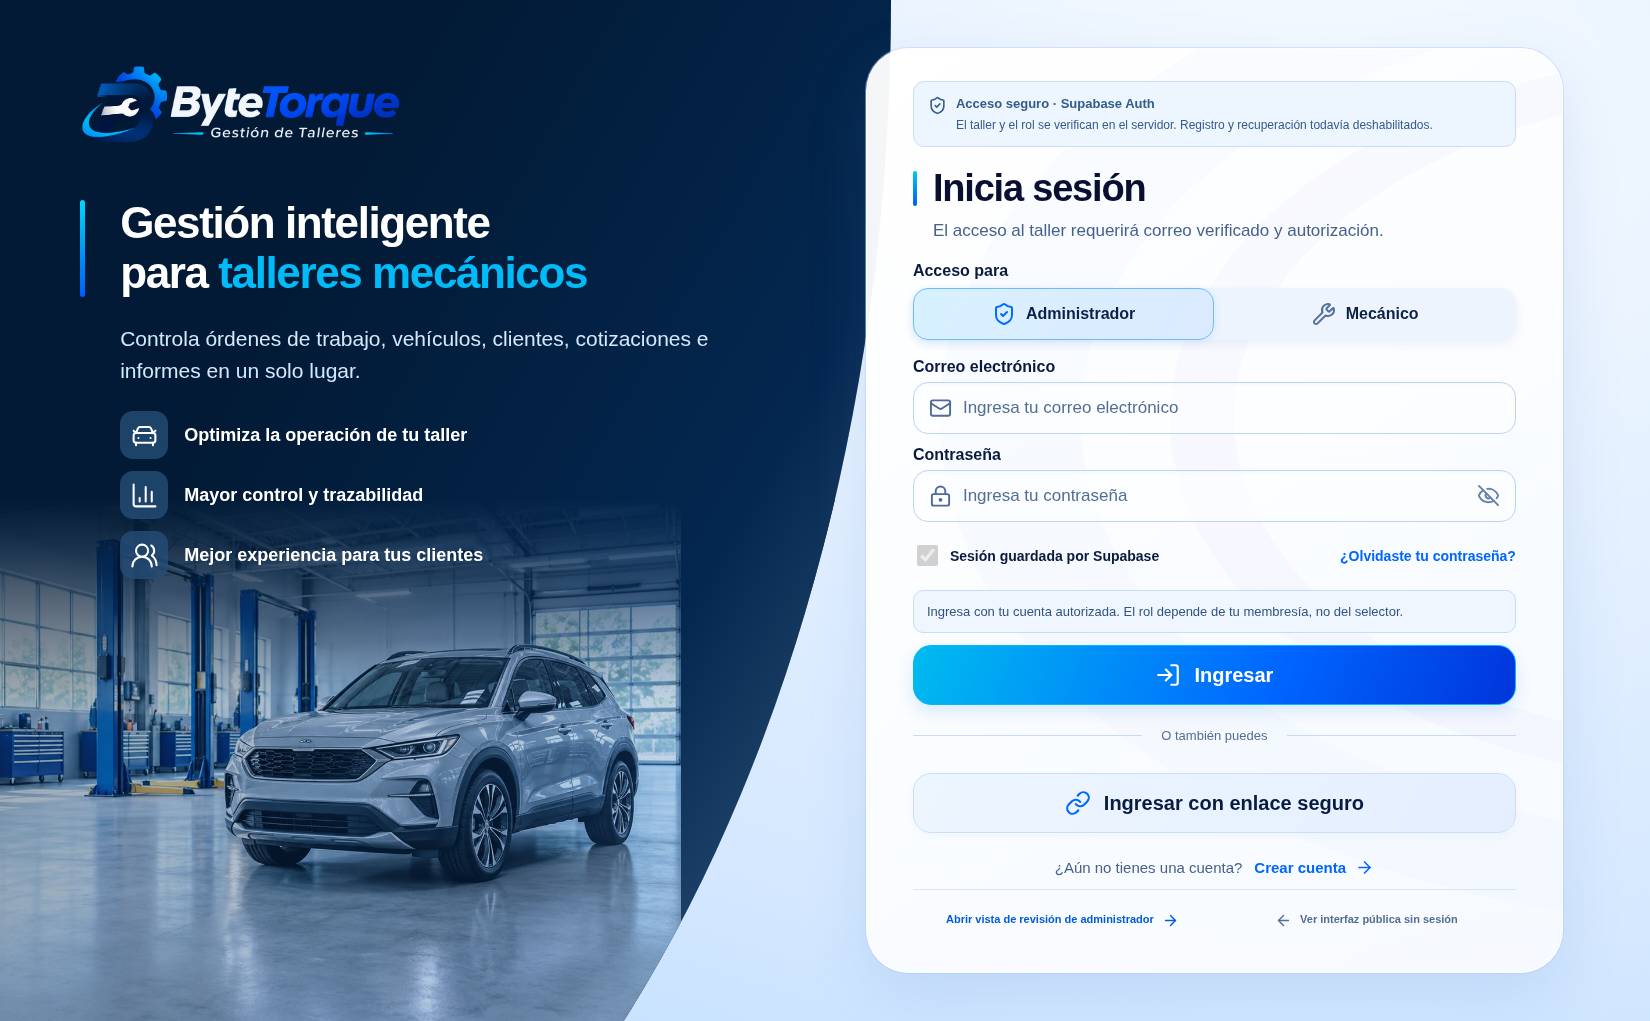 ByteTorque
Gestión de Talleres
Gestión inteligente
para talleres mecánicos
Controla órdenes de trabajo, vehículos, clientes, cotizaciones e
informes en un solo lugar.
Optimiza la operación de tu taller
Mayor control y trazabilidad
Mejor experiencia para tus clientes
Acceso seguro · Supabase Auth
El taller y el rol se verifican en el servidor. Registro y recuperación todavía deshabilitados.
Inicia sesión
El acceso al taller requerirá correo verificado y autorización.
Acceso para
Administrador
Mecánico
Correo electrónico
Ingresa tu correo electrónico
Contraseña
Ingresa tu contraseña
Sesión guardada por Supabase
¿Olvidaste tu contraseña?
Ingresa con tu cuenta autorizada. El rol depende de tu membresía, no del selector.
Ingresar
O también puedes
Ingresar con enlace seguro
¿Aún no tienes una cuenta? Crear cuenta
Abrir vista de revisión de administrador
Ver interfaz pública sin sesión